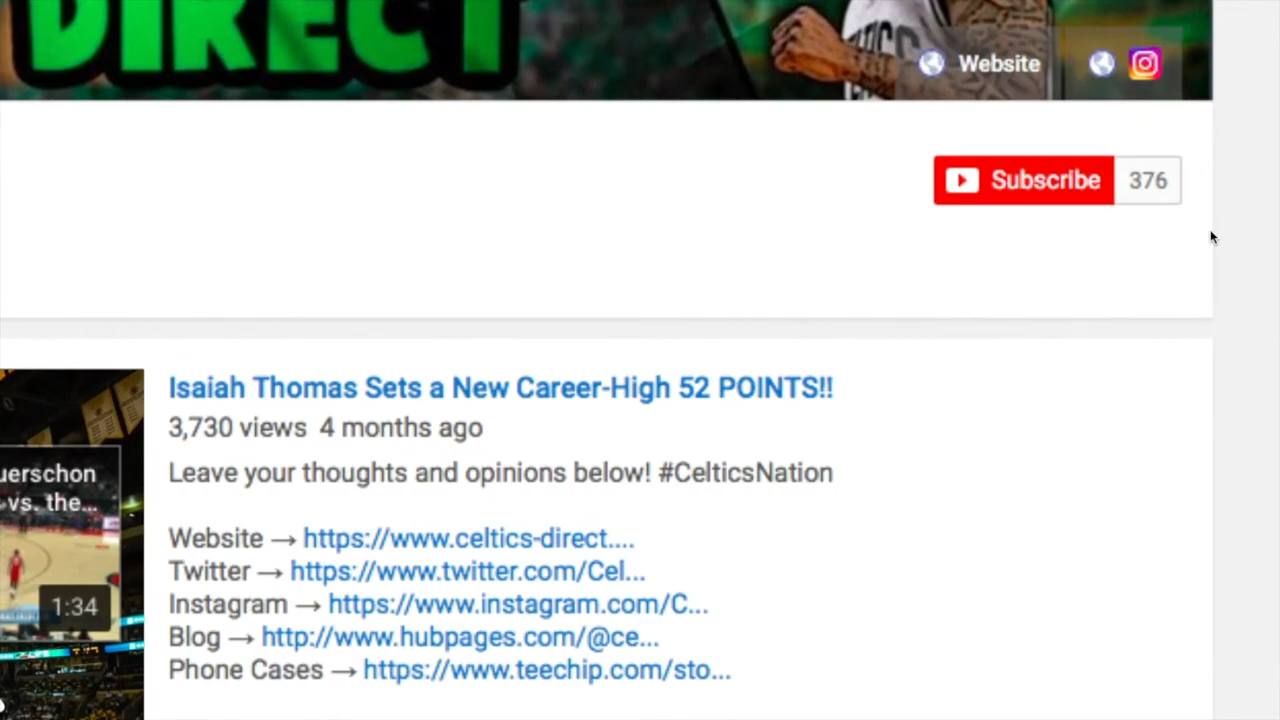 DIRECT
Website
Subscribe 376
Isaiah Thomas Sets a New Career-High 52 POINTS!!
3,730 views 4 months ago
Leave your thoughts and opinions below! #CelticsNation
uerschon
vs. the...
1:34
Website → https://www.celtics-direct....
Twitter → https://www.twitter.com/Cel...
Instagram → https://www.instagram.com/C...
Blog → http://www.hubpages.com/@ce...
Phone Cases → https://www.teechip.com/sto...